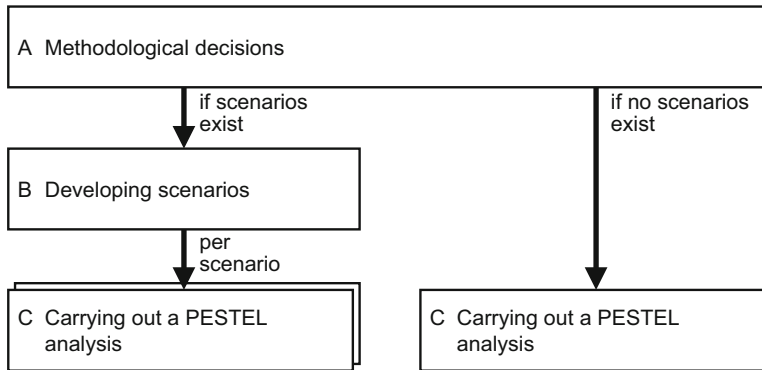 A Methodological decisions
if scenarios
exist
if no scenarios
exist
B Developing scenarios
per
scenario
C Carrying out a PESTEL
analysis
C Carrying out a PESTEL
analysis